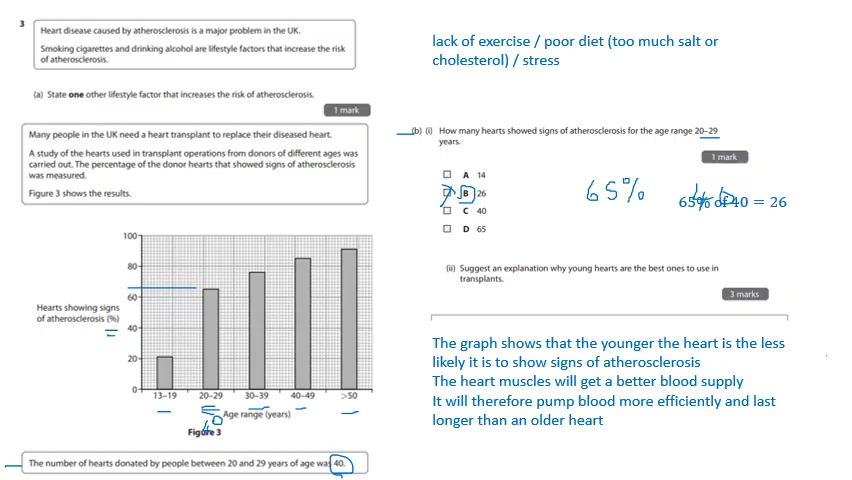 3
Heart disease caused by atherosclerosis is a major problem in the UK.
Smoking cigarettes and drinking alcohol are lifestyle factors that increase the risk
of atherosclerosis.
(a) State one other lifestyle factor that increases the risk of atherosclerosis.
1 mark
Many people in the UK need a heart transplant to replace their diseased heart.
A study of the hearts used in transplant operations from donors of different ages was
carried out. The percentage of the donor hearts that showed signs of atherosclerosis
was measured.
Figure 3 shows the results.
100
80
60
40
20
0
Hearts showing signs
of atherosclerosis (%)
13–19 20–29 30–39 40–49 >50
40
Age range (years)
Figure 3
The number of hearts donated by people between 20 and 29 years of age was 40.
lack of exercise / poor diet (too much salt or
cholesterol) / stress
(b) (i) How many hearts showed signs of atherosclerosis for the age range 20–29
years.
1 mark
A 14
B 26
C 40
D 65
65%
65% of 40 = 26
(ii) Suggest an explanation why young hearts are the best ones to use in
transplants.
3 marks
The graph shows that the younger the heart is the less
likely it is to show signs of atherosclerosis
The heart muscles will get a better blood supply
It will therefore pump blood more efficiently and last
longer than an older heart